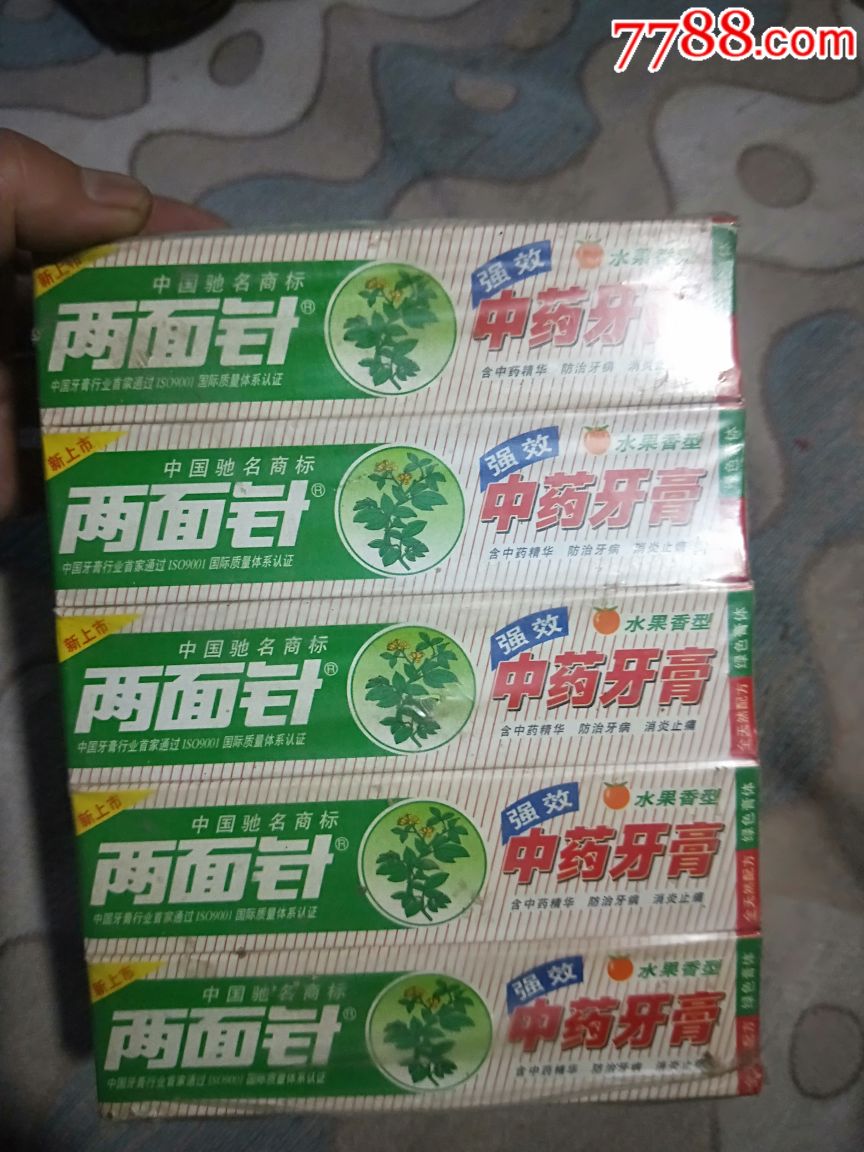 7788.com
新上市
中国驰名商标
两面针®
中国牙膏行业首家通过ISO9001国际质量体系认证
强效
水果香
中药牙膏
含中药精华 防治牙病 消炎
体
新上市
中国驰名商标
两面针®
中国牙膏行业首家通过ISO9001国际质量体系认证
强效
水果香型
中药牙膏
含中药精华 防治牙病 消炎止痛
绿色 体
新上市
中国驰名商标
两面针®
中国牙膏行业首家通过ISO9001国际质量体系认证
强效
水果香型
中药牙膏
含中药精华 防治牙病 消炎止痛
全天然配方 绿色膏体
新上市
中国驰名商标
两面针®
中国牙膏行业首家通过ISO9001国际质量体系认证
强效
水果香型
中药牙膏
含中药精华 防治牙病 消炎止痛
全天然配方 绿色膏体
新上市
中国驰名商标
两面针®
中国牙膏行业首家通过ISO9001国际质量体系认证
强效
水果香型
中药牙膏
含中药精华 防治牙病 消炎止痛
配方 绿色膏体